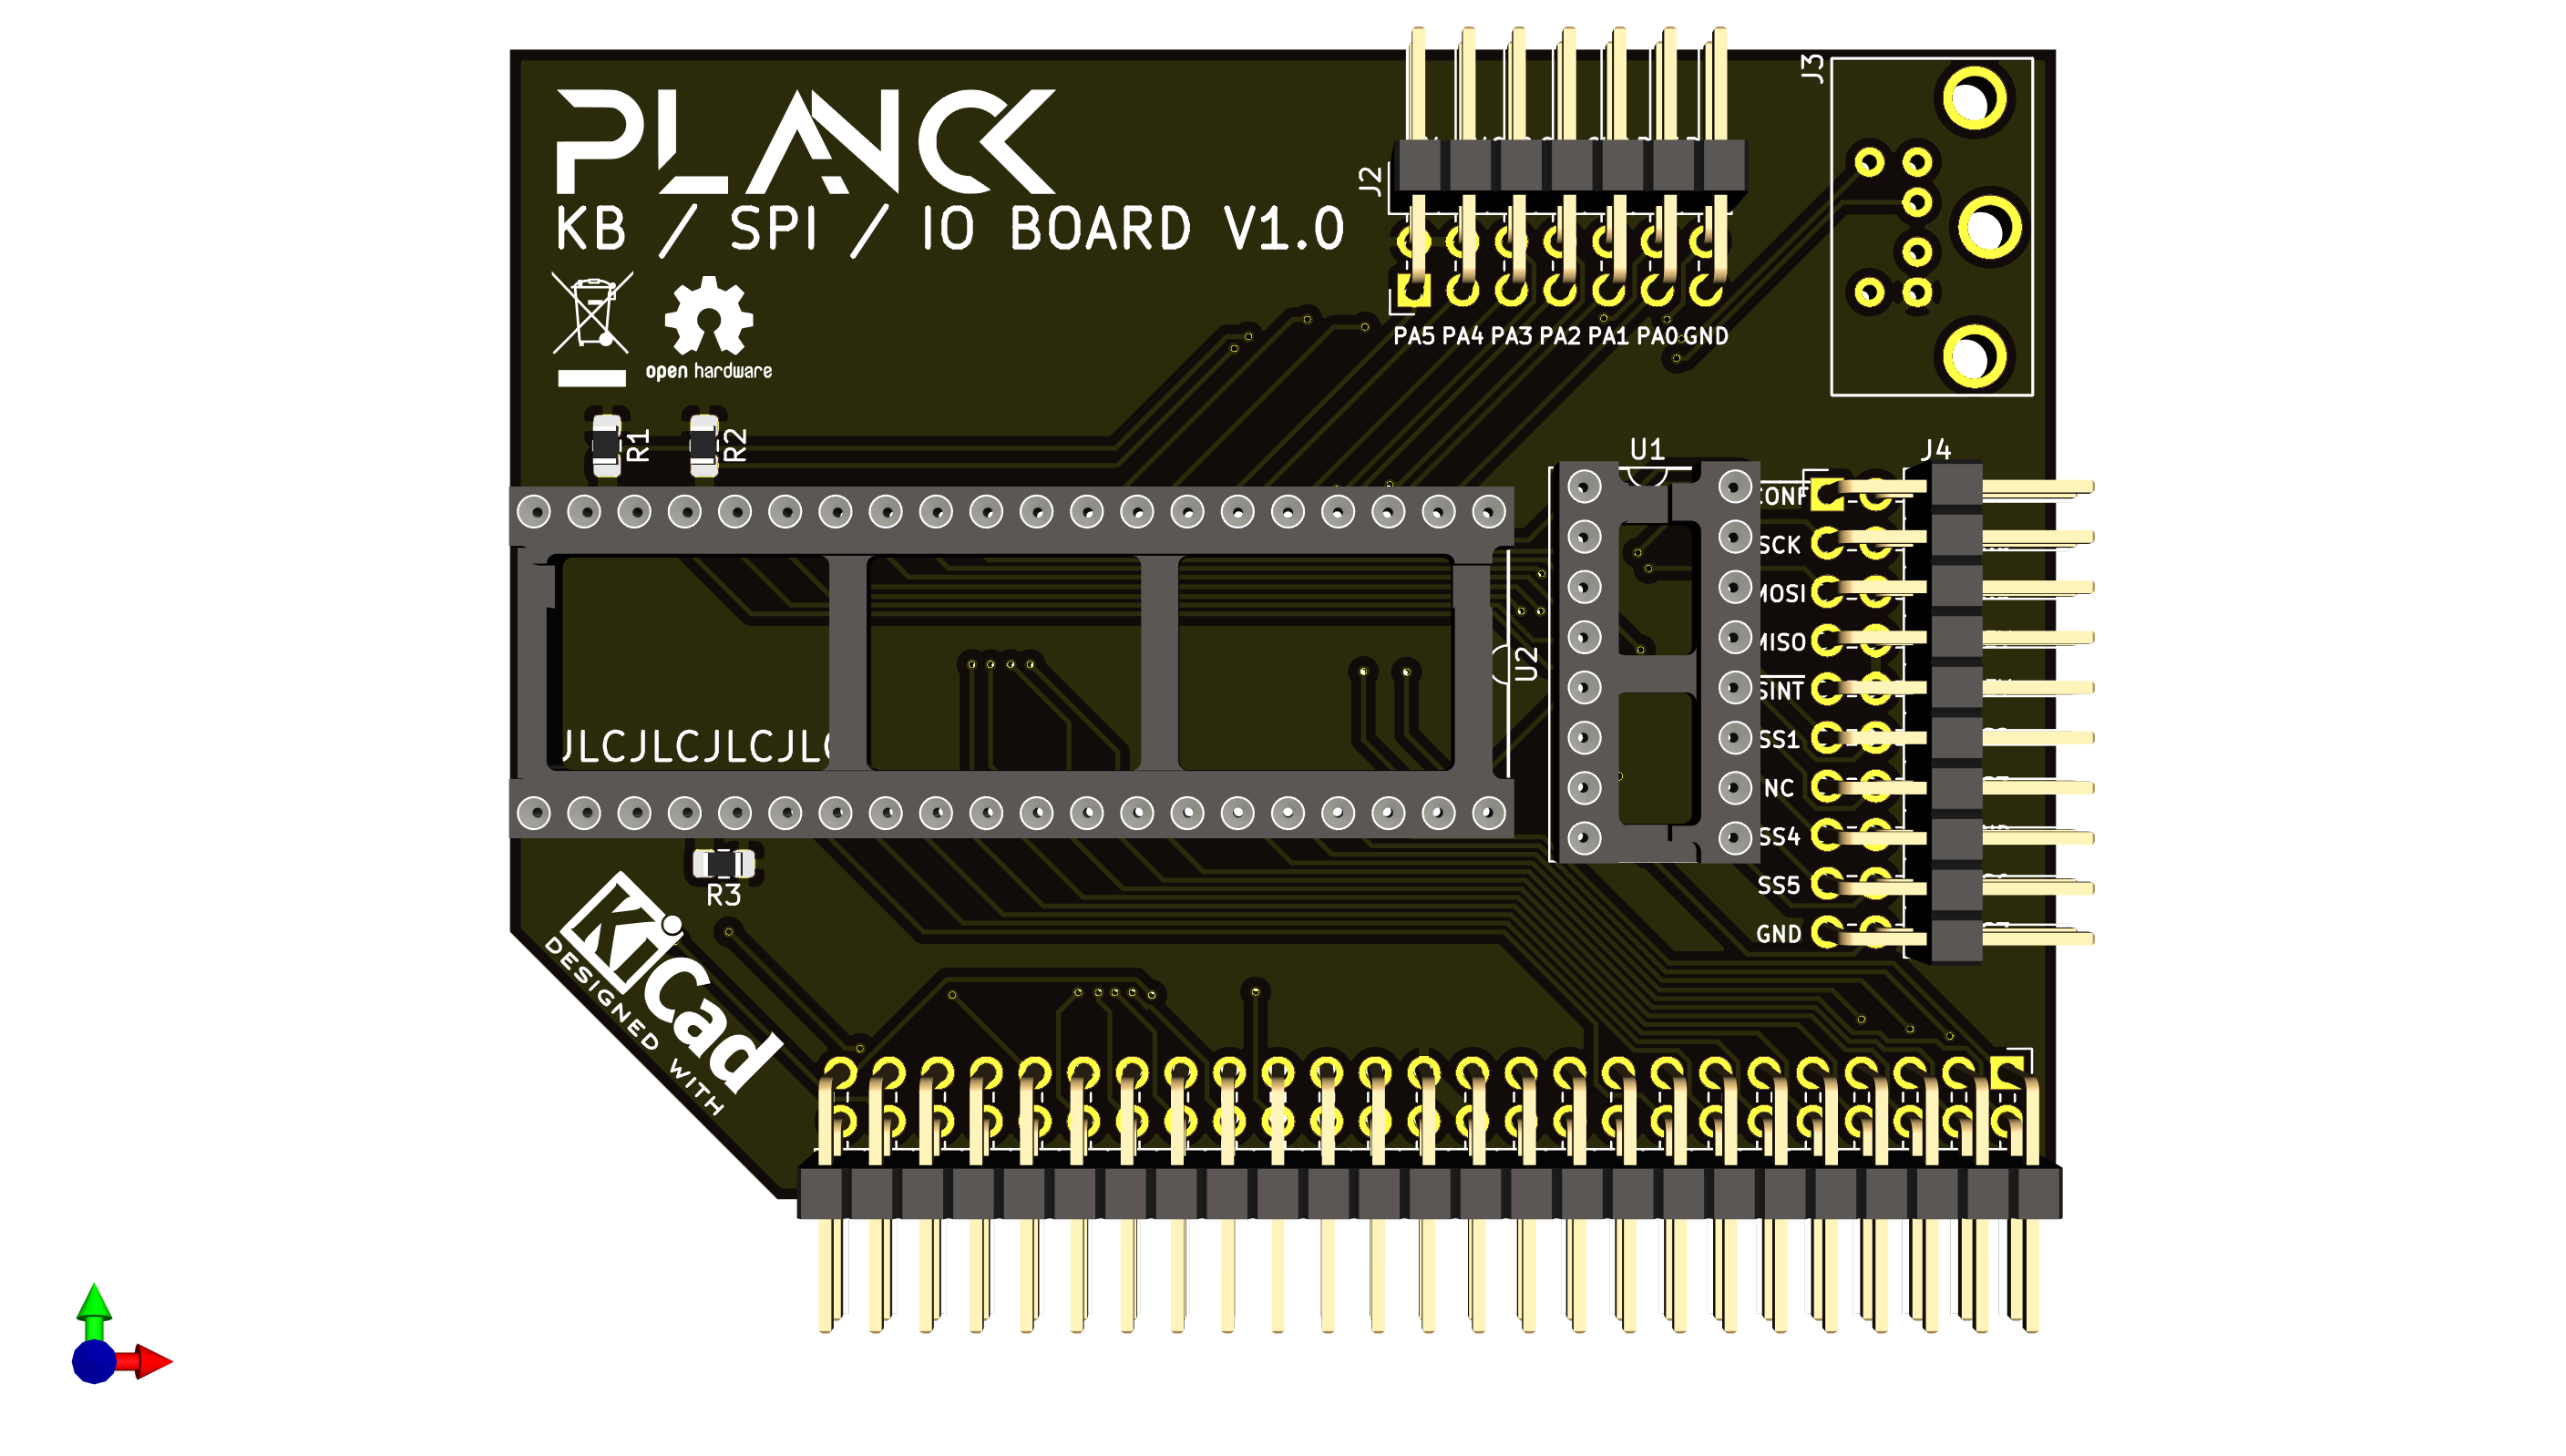 PLANCK
KB / SPI / IO BOARD V1.0
J2
J3
open hardware
PA5 PA4 PA3 PA2 PA1 PA0 GND
R1
R2
U1
J4
SCK
MOSI
MISO
SINT
SS1
NC
SS4
SS5
GND
U2
JLCJLCJLCJLC
R3
KiCad
DESIGNED WITH